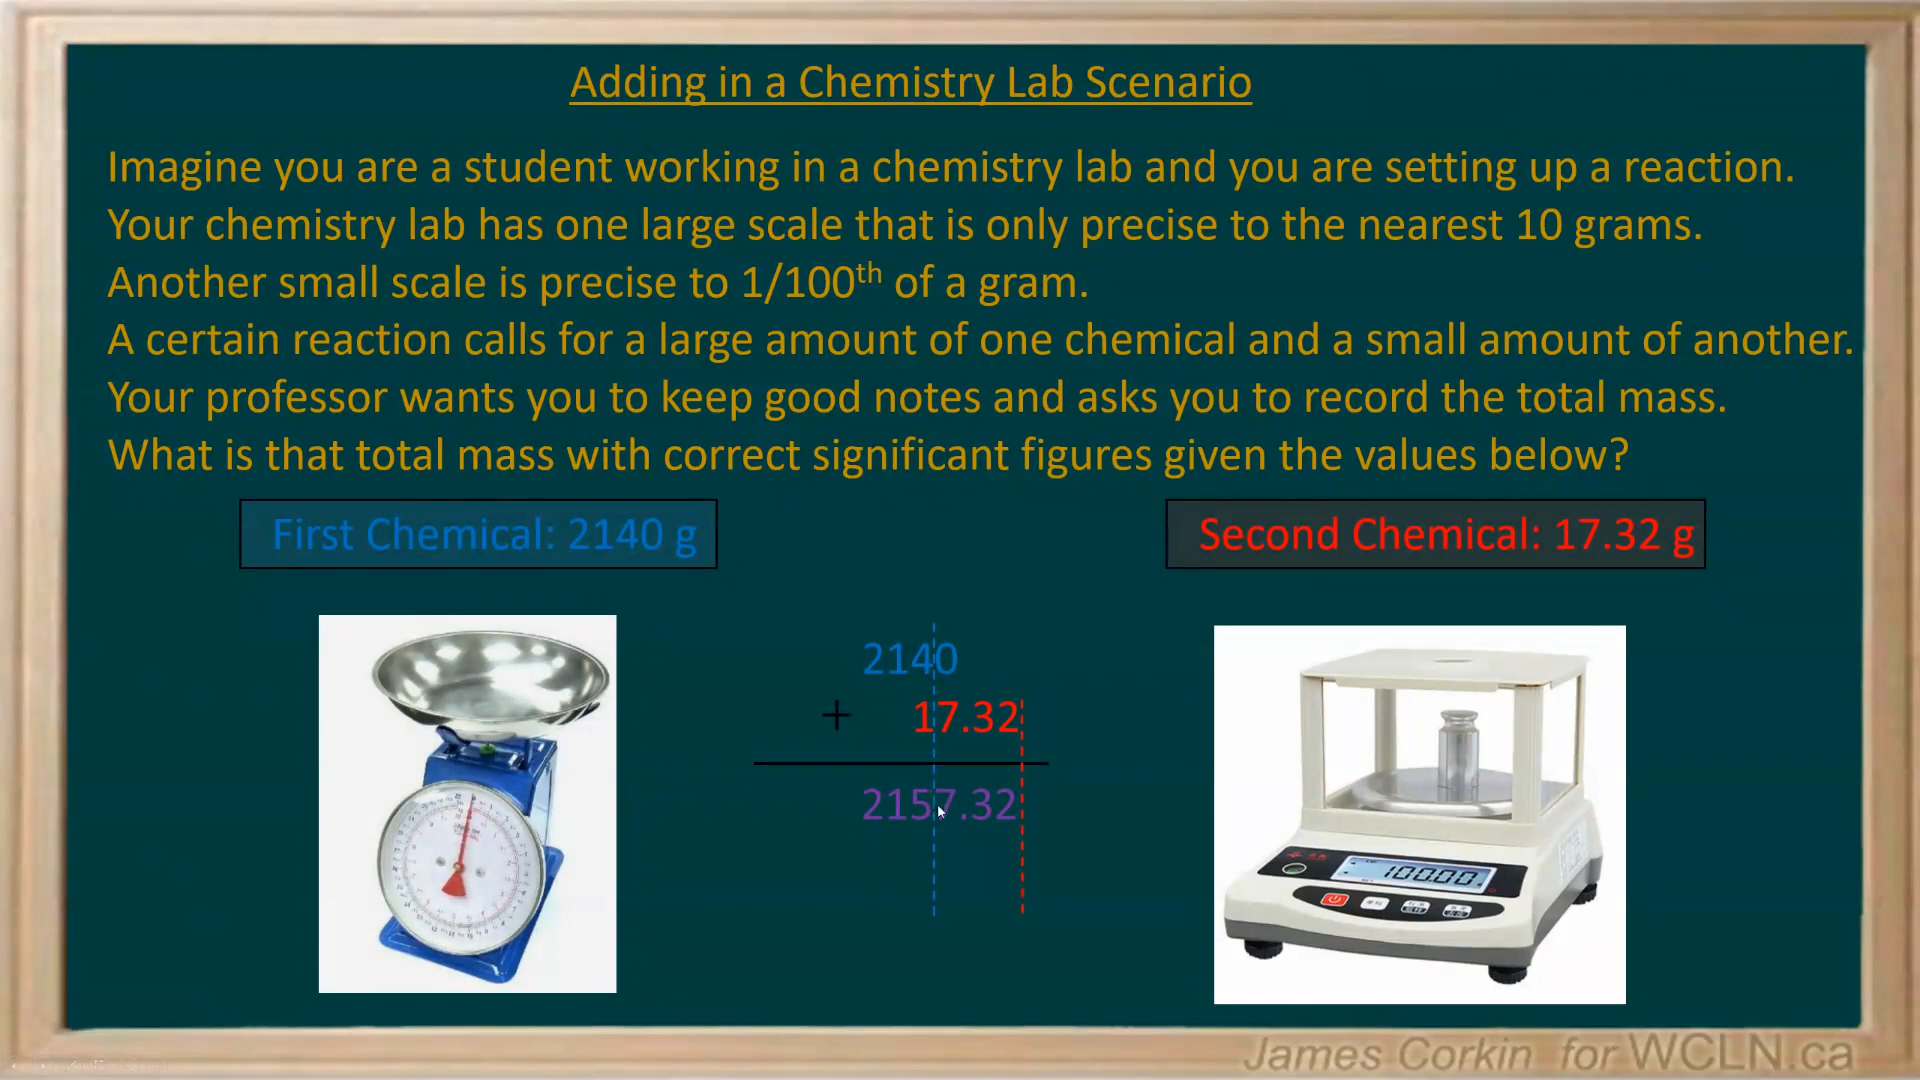 Adding in a Chemistry Lab Scenario
Imagine you are a student working in a chemistry lab and you are setting up a reaction.
Your chemistry lab has one large scale that is only precise to the nearest 10 grams.
Another small scale is precise to 1/100th of a gram.
A certain reaction calls for a large amount of one chemical and a small amount of another.
Your professor wants you to keep good notes and asks you to record the total mass.
What is that total mass with correct significant figures given the values below?
First Chemical: 2140 g
Second Chemical: 17.32 g
2140
+ 17.32
2157.32
100.00
James Corkin for WCLN.ca